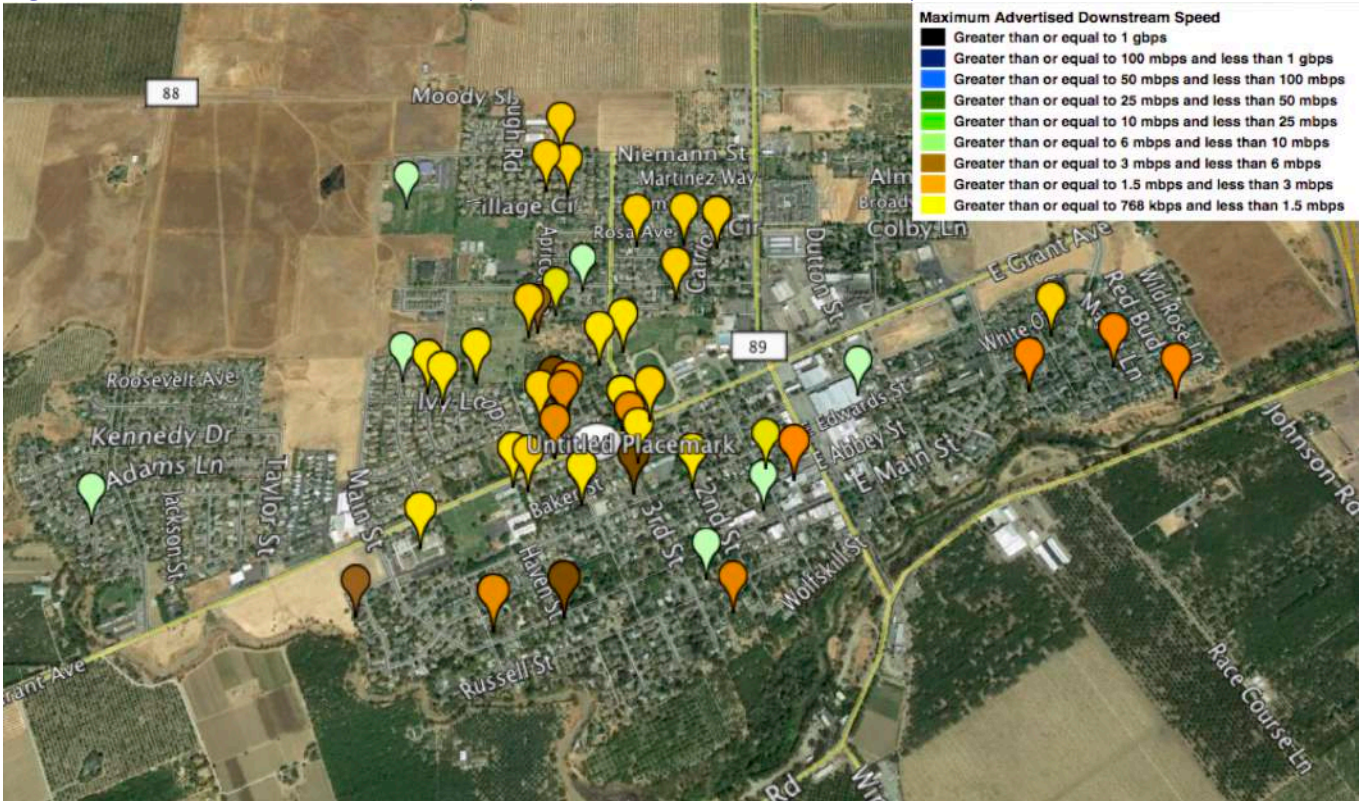 Maximum Advertised Downstream Speed
Greater than or equal to 1 gbps
Greater than or equal to 100 mbps and less than 1 gbps
Greater than or equal to 50 mbps and less than 100 mbps
Greater than or equal to 25 mbps and less than 50 mbps
Greater than or equal to 10 mbps and less than 25 mbps
Greater than or equal to 6 mbps and less than 10 mbps
Greater than or equal to 3 mbps and less than 6 mbps
Greater than or equal to 1.5 mbps and less than 3 mbps
Greater than or equal to 768 kbps and less than 1.5 mbps
88
Moody Sl
Niemann St
Martinez Way
Village Cir
Rosa Ave
Cir
Colby Ln
Dutton St
E Grant Ave
Wild Rose Ln
Red Bud Ln
White O
89
Roosevelt Ave
Ivy Loop
Kennedy Dr
Adams Ln
Untitled Placemark
Edwards St
E Abbey St
E Main St
Johnson Rd
Jackson St
Taylor St
Main St
Baker St
3rd St
2nd St
Haven St
Wolfskill St
Russell St
Race Course Ln
Rd